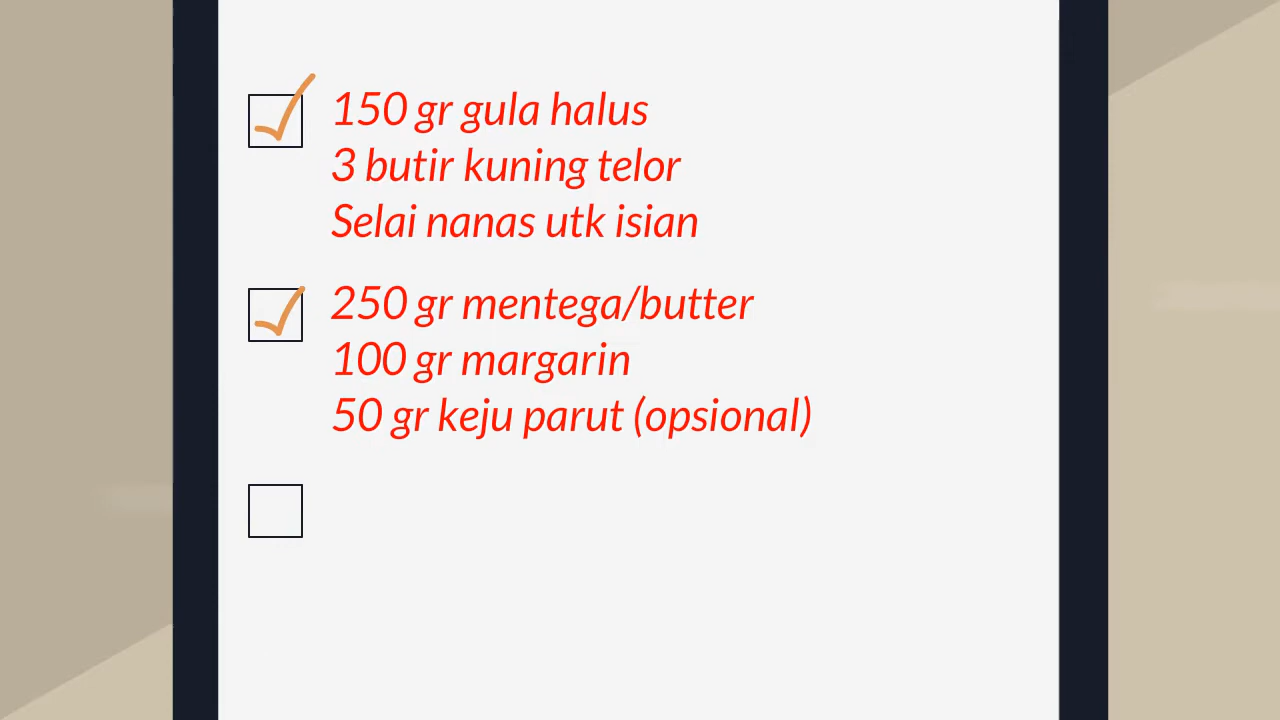 150 gr gula halus
3 butir kuning telor
Selai nanas utk isian
250 gr mentega/butter
100 gr margarin
50 gr keju parut (opsional)